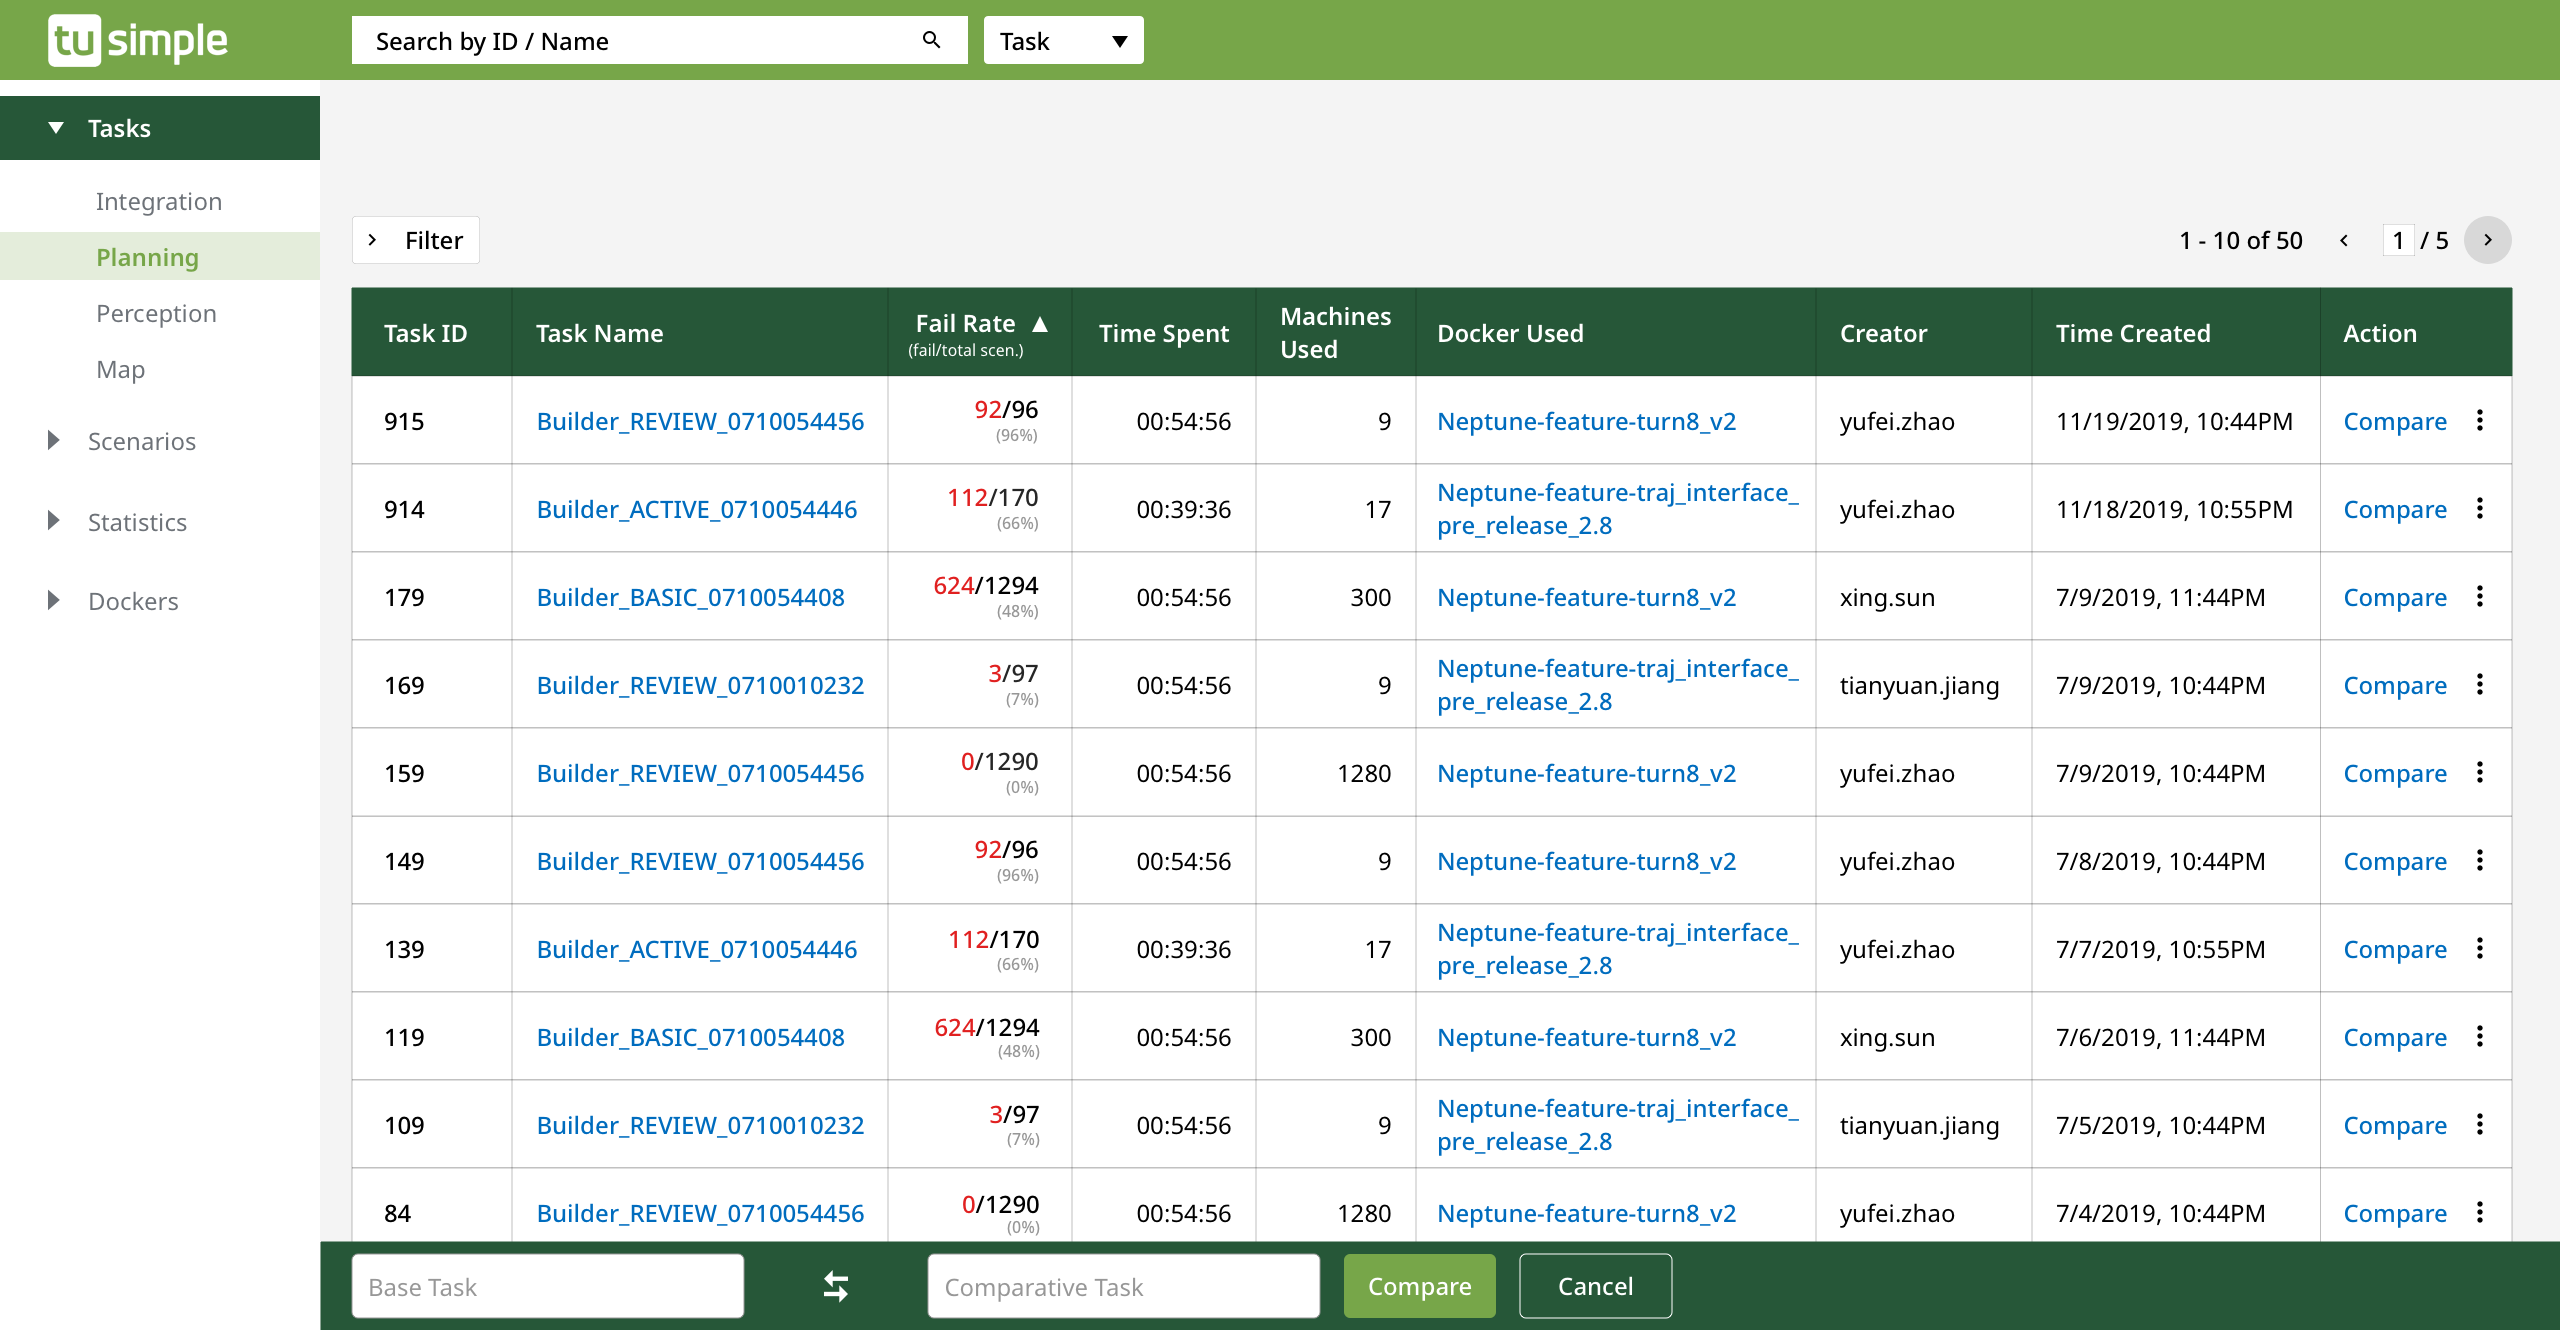 tu simple
Search by ID / Name
Task
Tasks
Integration
Planning
Perception
Map
Scenarios
Statistics
Dockers
Filter
1 - 10 of 50
1 / 5
Task ID
Task Name
Fail Rate ▲
(fail/total scen.)
Time Spent
Machines
Used
Docker Used
Creator
Time Created
Action
915
Builder_REVIEW_0710054456
92/96
(96%)
00:54:56
9
Neptune-feature-turn8_v2
yufei.zhao
11/19/2019, 10:44PM
Compare
914
Builder_ACTIVE_0710054446
112/170
(66%)
00:39:36
17
Neptune-feature-traj_interface_
pre_release_2.8
yufei.zhao
11/18/2019, 10:55PM
Compare
179
Builder_BASIC_0710054408
624/1294
(48%)
00:54:56
300
Neptune-feature-turn8_v2
xing.sun
7/9/2019, 11:44PM
Compare
169
Builder_REVIEW_0710010232
3/97
(7%)
00:54:56
9
Neptune-feature-traj_interface_
pre_release_2.8
tianyuan.jiang
7/9/2019, 10:44PM
Compare
159
Builder_REVIEW_0710054456
0/1290
(0%)
00:54:56
1280
Neptune-feature-turn8_v2
yufei.zhao
7/9/2019, 10:44PM
Compare
149
Builder_REVIEW_0710054456
92/96
(96%)
00:54:56
9
Neptune-feature-turn8_v2
yufei.zhao
7/8/2019, 10:44PM
Compare
139
Builder_ACTIVE_0710054446
112/170
(66%)
00:39:36
17
Neptune-feature-traj_interface_
pre_release_2.8
yufei.zhao
7/7/2019, 10:55PM
Compare
119
Builder_BASIC_0710054408
624/1294
(48%)
00:54:56
300
Neptune-feature-turn8_v2
xing.sun
7/6/2019, 11:44PM
Compare
109
Builder_REVIEW_0710010232
3/97
(7%)
00:54:56
9
Neptune-feature-traj_interface_
pre_release_2.8
tianyuan.jiang
7/5/2019, 10:44PM
Compare
84
Builder_REVIEW_0710054456
0/1290
(0%)
00:54:56
1280
Neptune-feature-turn8_v2
yufei.zhao
7/4/2019, 10:44PM
Compare
Base Task
Comparative Task
Compare
Cancel